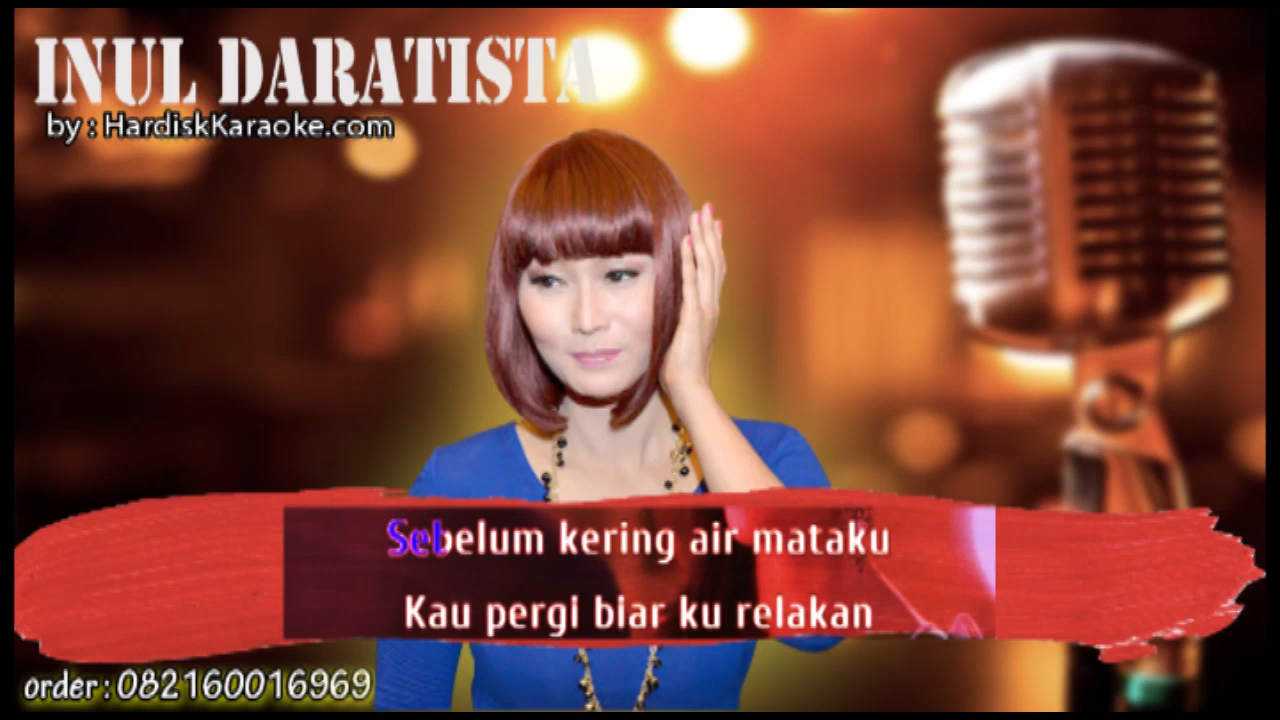 INUL DARATISTA
by : HardiskKaraoke.com
Sebelum kering air mataku
Kau pergi biar ku relakan
order : 082160016969